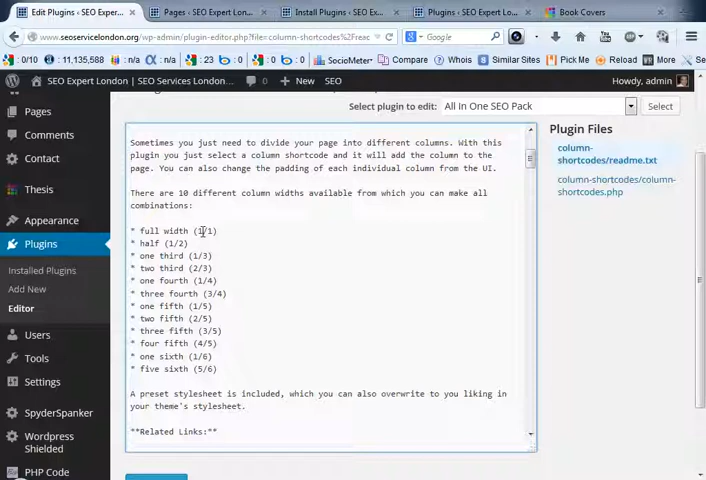 Edit Plugins ‹ SEO Exper... × Pages ‹ SEO Expert Lon... × Install Plugins ‹ SEO Ex... × Plugins ‹ SEO Expert Lo... × Book Covers ×
www.seoservicelondon.org/wp-admin/plugin-editor.php?file=column-shortcodes%2Freac Google
0/10 11,135,588 I: 23 0 0 L: 0 0 n/a SocioMeter Compare Whois Similar Sites Pick Me Reload Diigo
SEO Expert London | SEO Services London... 0 New SEO Howdy, admin
Select plugin to edit: All In One SEO Pack Select
Pages
Comments
Contact
Thesis
Appearance
Plugins
Installed Plugins
Add New
Editor
Users
Tools
Settings
SpyderSpanker
Wordpress
Shielded
PHP Code
Sometimes you just need to divide your page into different columns. With this
plugin you just select a column shortcode and it will add the column to the
page. You can also change the padding of each individual column from the UI.
There are 10 different column widths available from which you can make all
combinations:
* full width (1/1)
* half (1/2)
* one third (1/3)
* two third (2/3)
* one fourth (1/4)
* three fourth (3/4)
* one fifth (1/5)
* two fifth (2/5)
* three fifth (3/5)
* four fifth (4/5)
* one sixth (1/6)
* five sixth (5/6)
A preset stylesheet is included, which you can also overwrite to you liking in
your theme's stylesheet.
**Related Links:**
Plugin Files
column-
shortcodes/readme.txt
column-shortcodes/column-
shortcodes.php